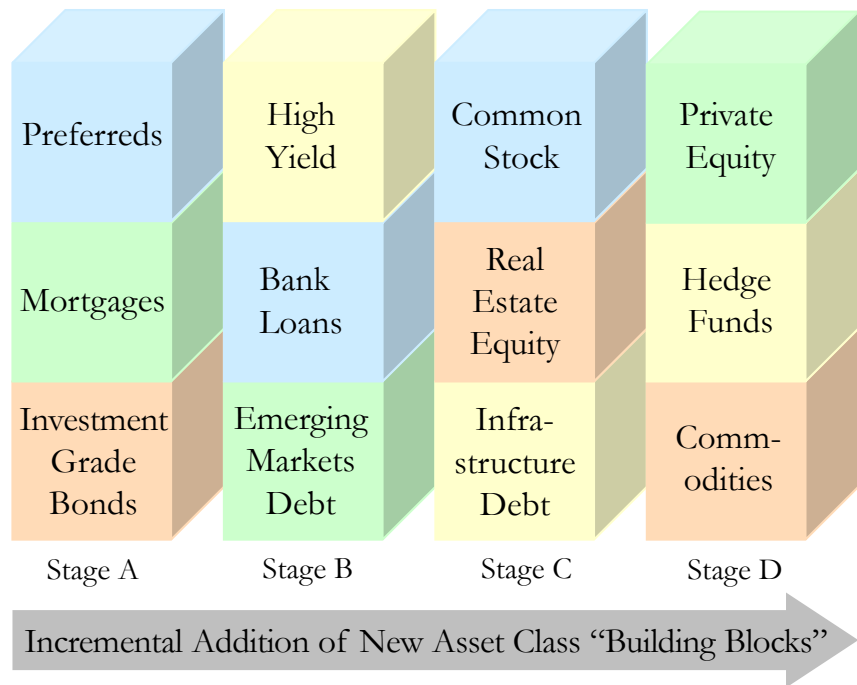 Preferreds
High
Yield
Common
Stock
Private
Equity
Mortgages
Bank
Loans
Real
Estate
Equity
Hedge
Funds
Investment
Grade
Bonds
Emerging
Markets
Debt
Infra-
structure
Debt
Comm-
odities
Stage A
Stage B
Stage C
Stage D
Incremental Addition of New Asset Class “Building Blocks”